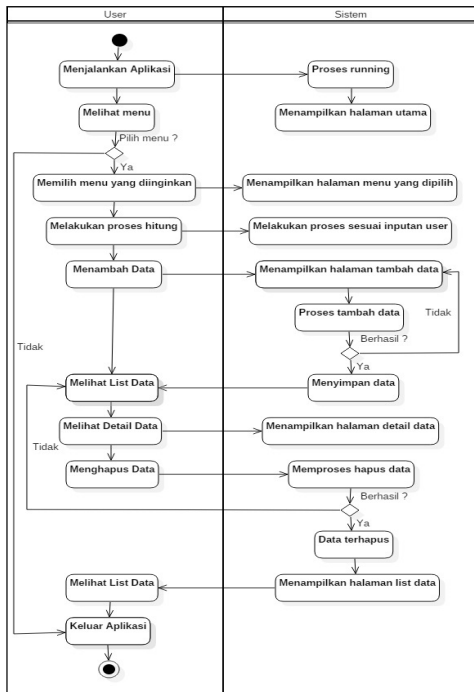 User
Sistem
Menjalankan Aplikasi
Proses running
Melihat menu
Menampilkan halaman utama
Pilih menu ?
Ya
Memilih menu yang diinginkan
Menampilkan halaman menu yang dipilih
Melakukan proses hitung
Melakukan proses sesuai inputan user
Menambah Data
Menampilkan halaman tambah data
Proses tambah data
Tidak
Berhasil ?
Tidak
Ya
Melihat List Data
Menyimpan data
Melihat Detail Data
Menampilkan halaman detail data
Tidak
Menghapus Data
Memproses hapus data
Berhasil ?
Ya
Data terhapus
Melihat List Data
Menampilkan halaman list data
Keluar Aplikasi